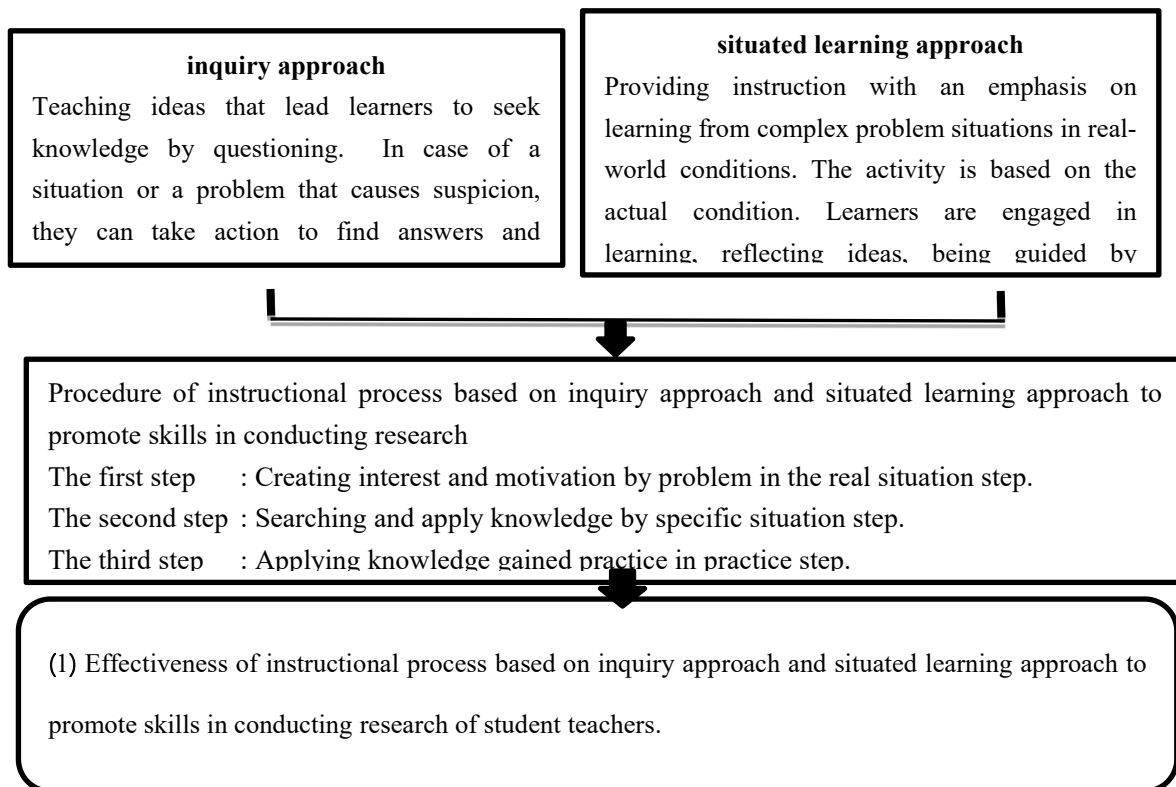 inquiry approach
Teaching ideas that lead learners to seek
knowledge by questioning. In case of a
situation or a problem that causes suspicion,
they can take action to find answers and
situated learning approach
Providing instruction with an emphasis on
learning from complex problem situations in real-
world conditions. The activity is based on the
actual condition. Learners are engaged in
learning, reflecting ideas, being guided by
Procedure of instructional process based on inquiry approach and situated learning approach to
promote skills in conducting research
The first step : Creating interest and motivation by problem in the real situation step.
The second step : Searching and apply knowledge by specific situation step.
The third step : Applying knowledge gained practice in practice step.
(1) Effectiveness of instructional process based on inquiry approach and situated learning approach to
promote skills in conducting research of student teachers.